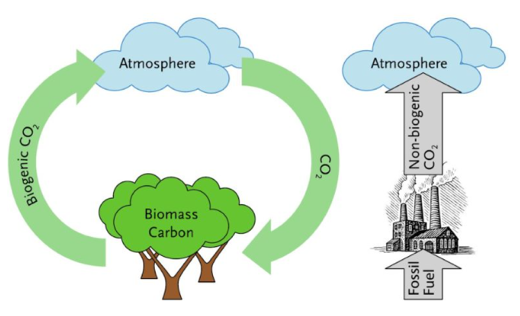 Atmosphere
Biogenic CO₂
CO₂
Biomass
Carbon
Atmosphere
Non-biogenic
CO₂
Fossil
Fuel